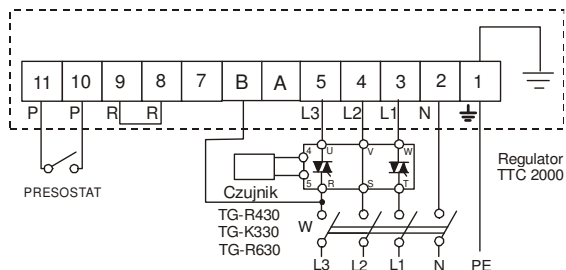 11 10 9 8 7 B A 5 4 3 2 1
P P R R L3 L2 L1 N
4 U V W
5 R S T
PRESOSTAT
Czujnik
TG-R430
TG-K330
TG-R630
W
Regulator
TTC 2000
L3 L2 L1 N PE